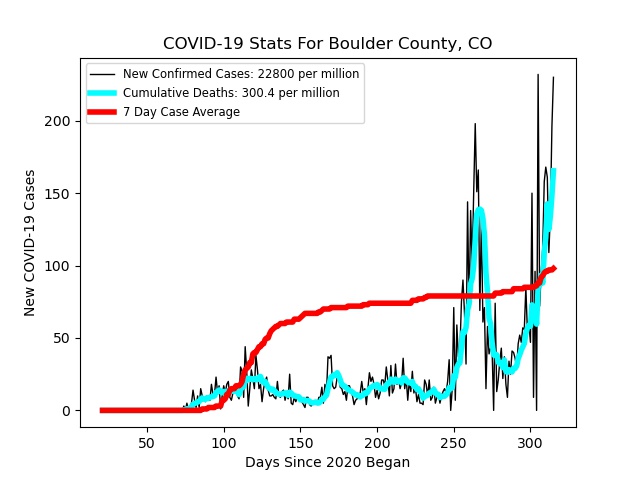 COVID-19 Stats For Boulder County, CO
New Confirmed Cases: 22800 per million
Cumulative Deaths: 300.4 per million
7 Day Case Average
New COVID-19 Cases
200
150
100
50
0
50 100 150 200 250 300
Days Since 2020 Began